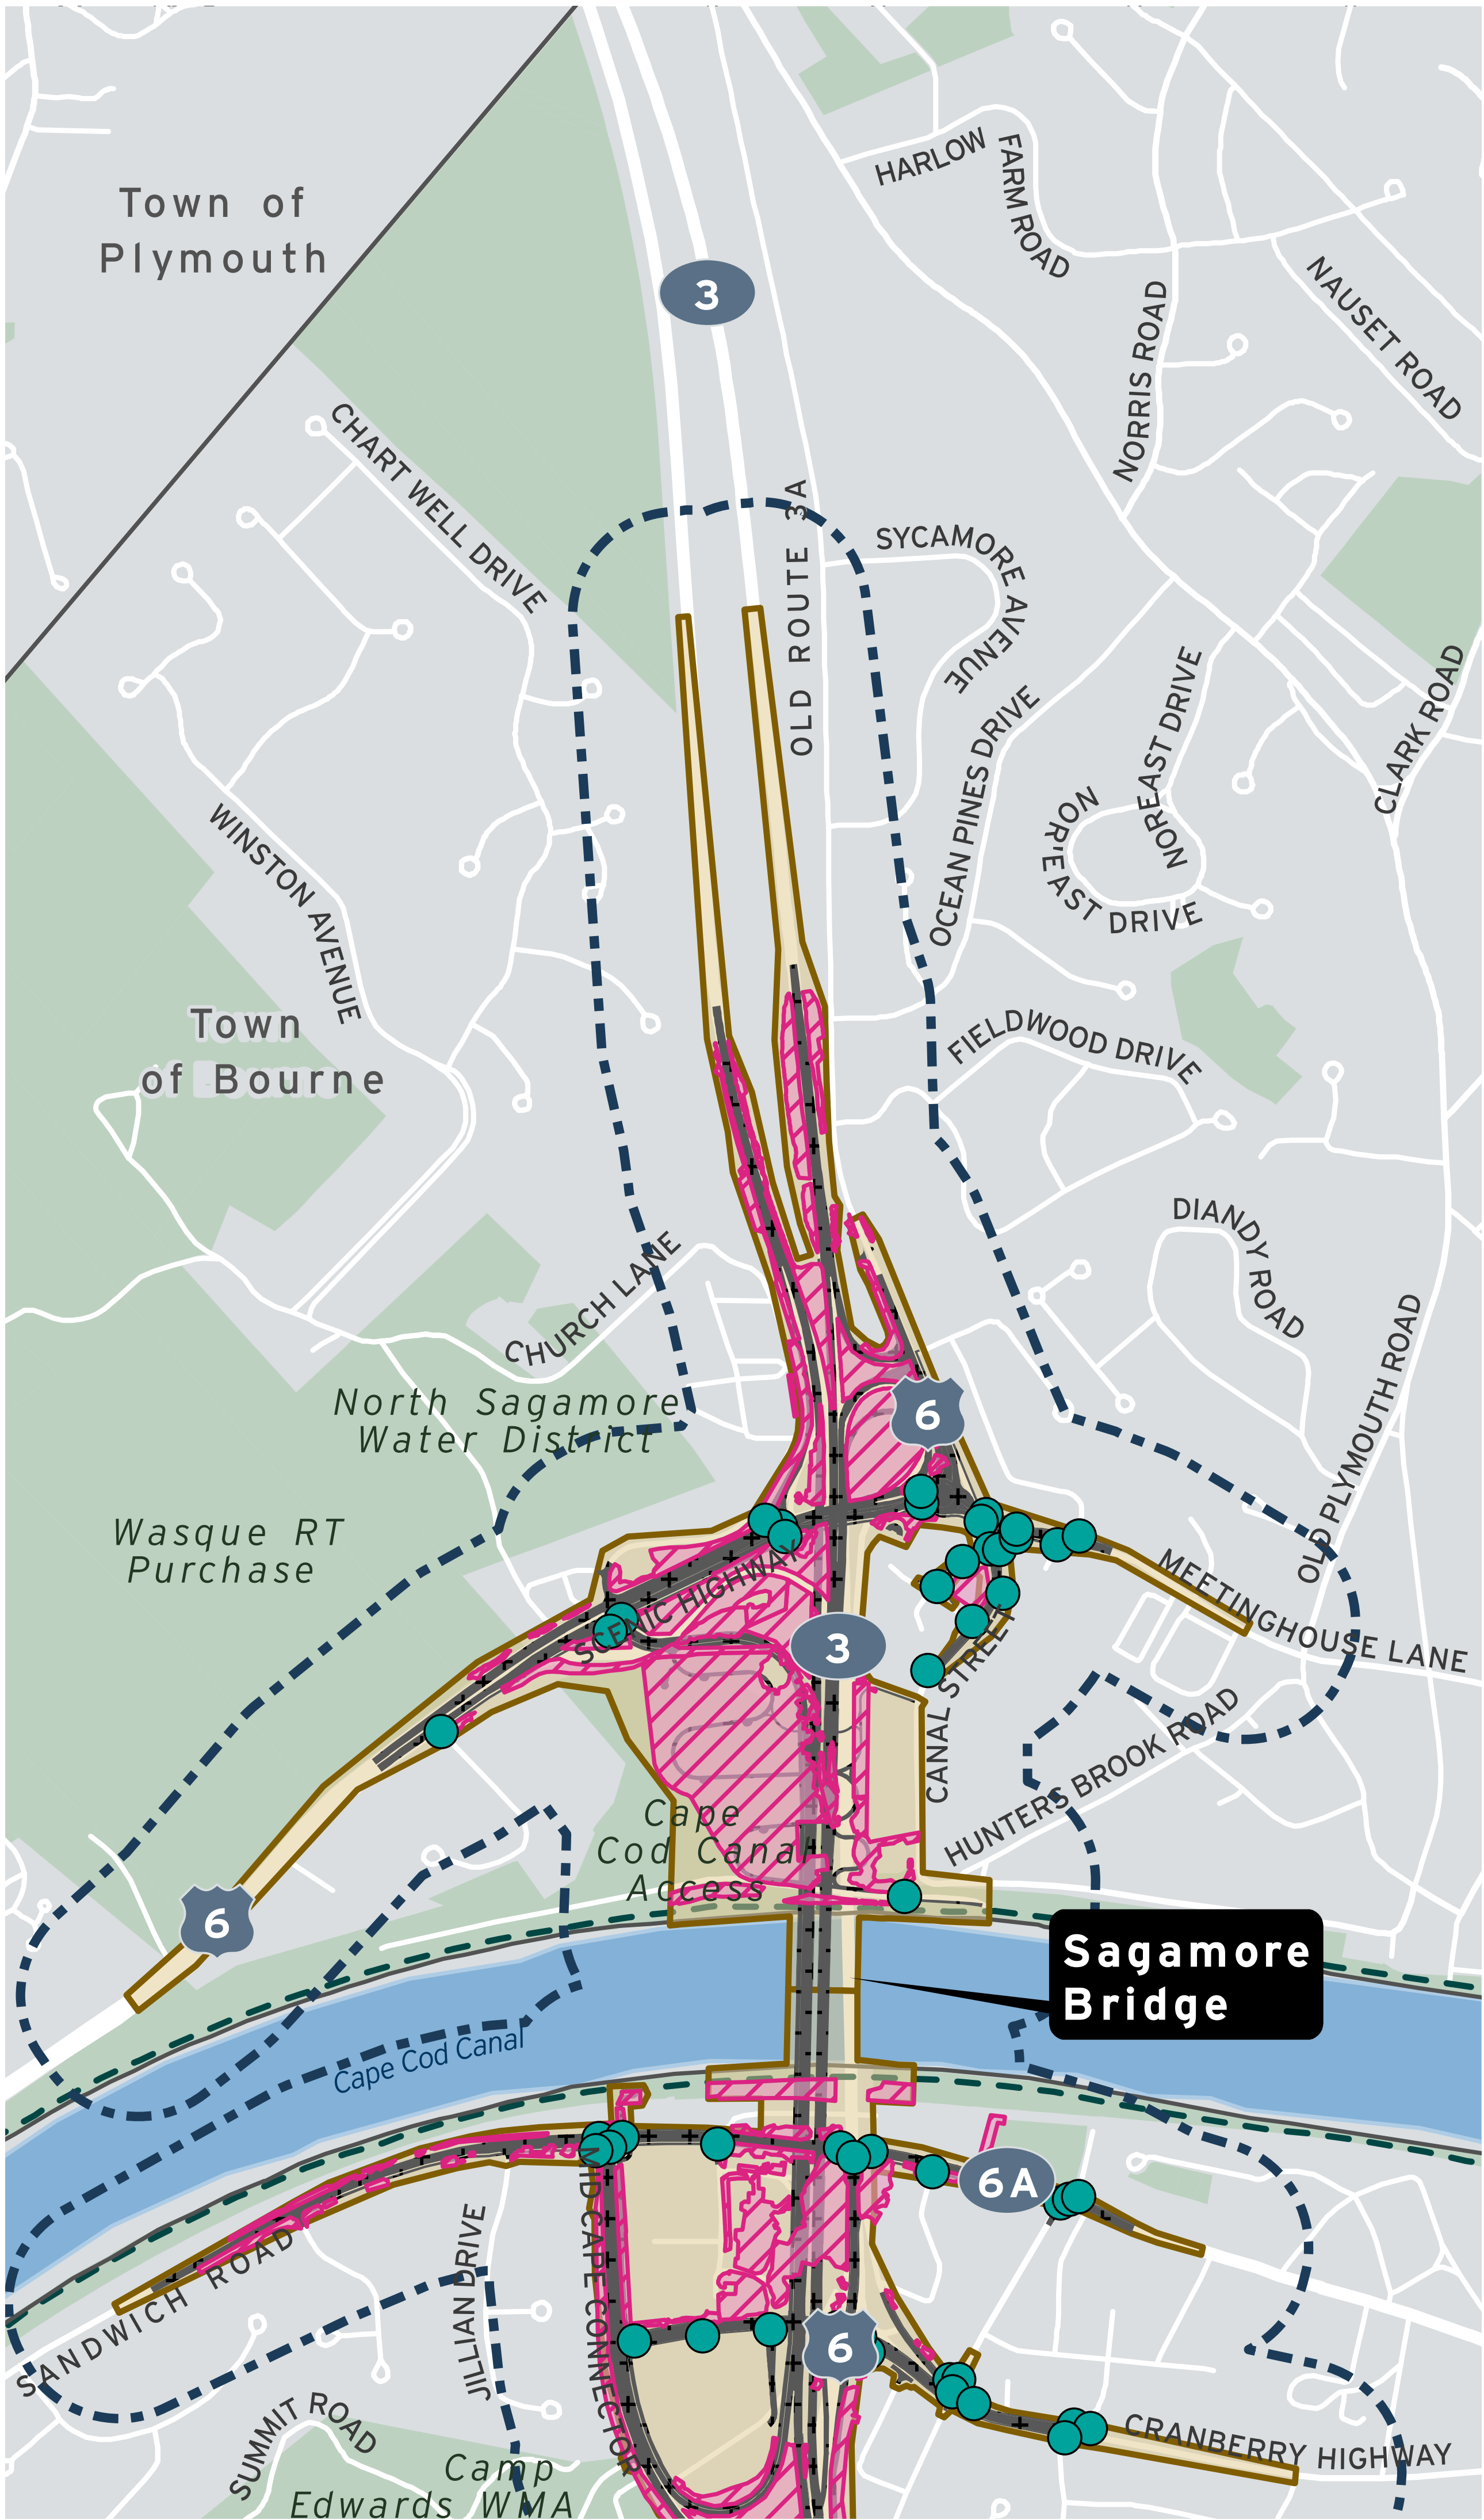 Town of
Plymouth
HARLOW
FARM ROAD
NAUSET ROAD
3
NORRIS ROAD
CHART WELL DRIVE
OLD ROUTE 3A
SYCAMORE AVENUE
OCEAN PINES DRIVE
NOREAST DRIVE
NOR'EAST DRIVE
NOR
CLARK ROAD
WINSTON AVENUE
Town
of Bourne
FIELDWOOD DRIVE
DIANDY ROAD
CHURCH LANE
OLD PLYMOUTH ROAD
North Sagamore
Water District
6
Wasque RT
Purchase
SCENIC HIGHWAY
MEETINGHOUSE LANE
3
CANAL STREET
HUNTERS BROOK ROAD
Cape
Cod Canal
Access
6
Sagamore
Bridge
Cape Cod Canal
6A
MID CAPE CONNECTOR
SANDWICH ROAD
JILLIAN DRIVE
6
SUMMIT ROAD
CRANBERRY HIGHWAY
Camp
Edwards WMA